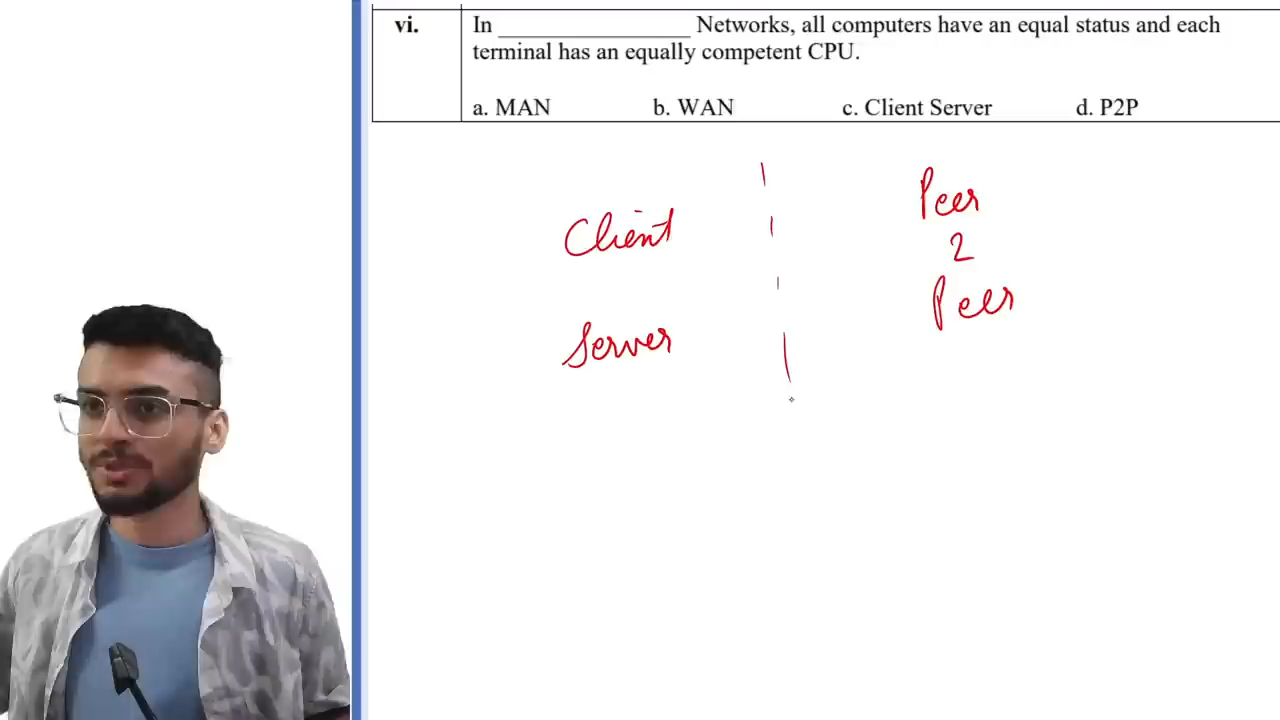 vi. In ________________ Networks, all computers have an equal status and each
terminal has an equally competent CPU.
a. MAN b. WAN c. Client Server d. P2P
Client
Server
Peer
2
Peer